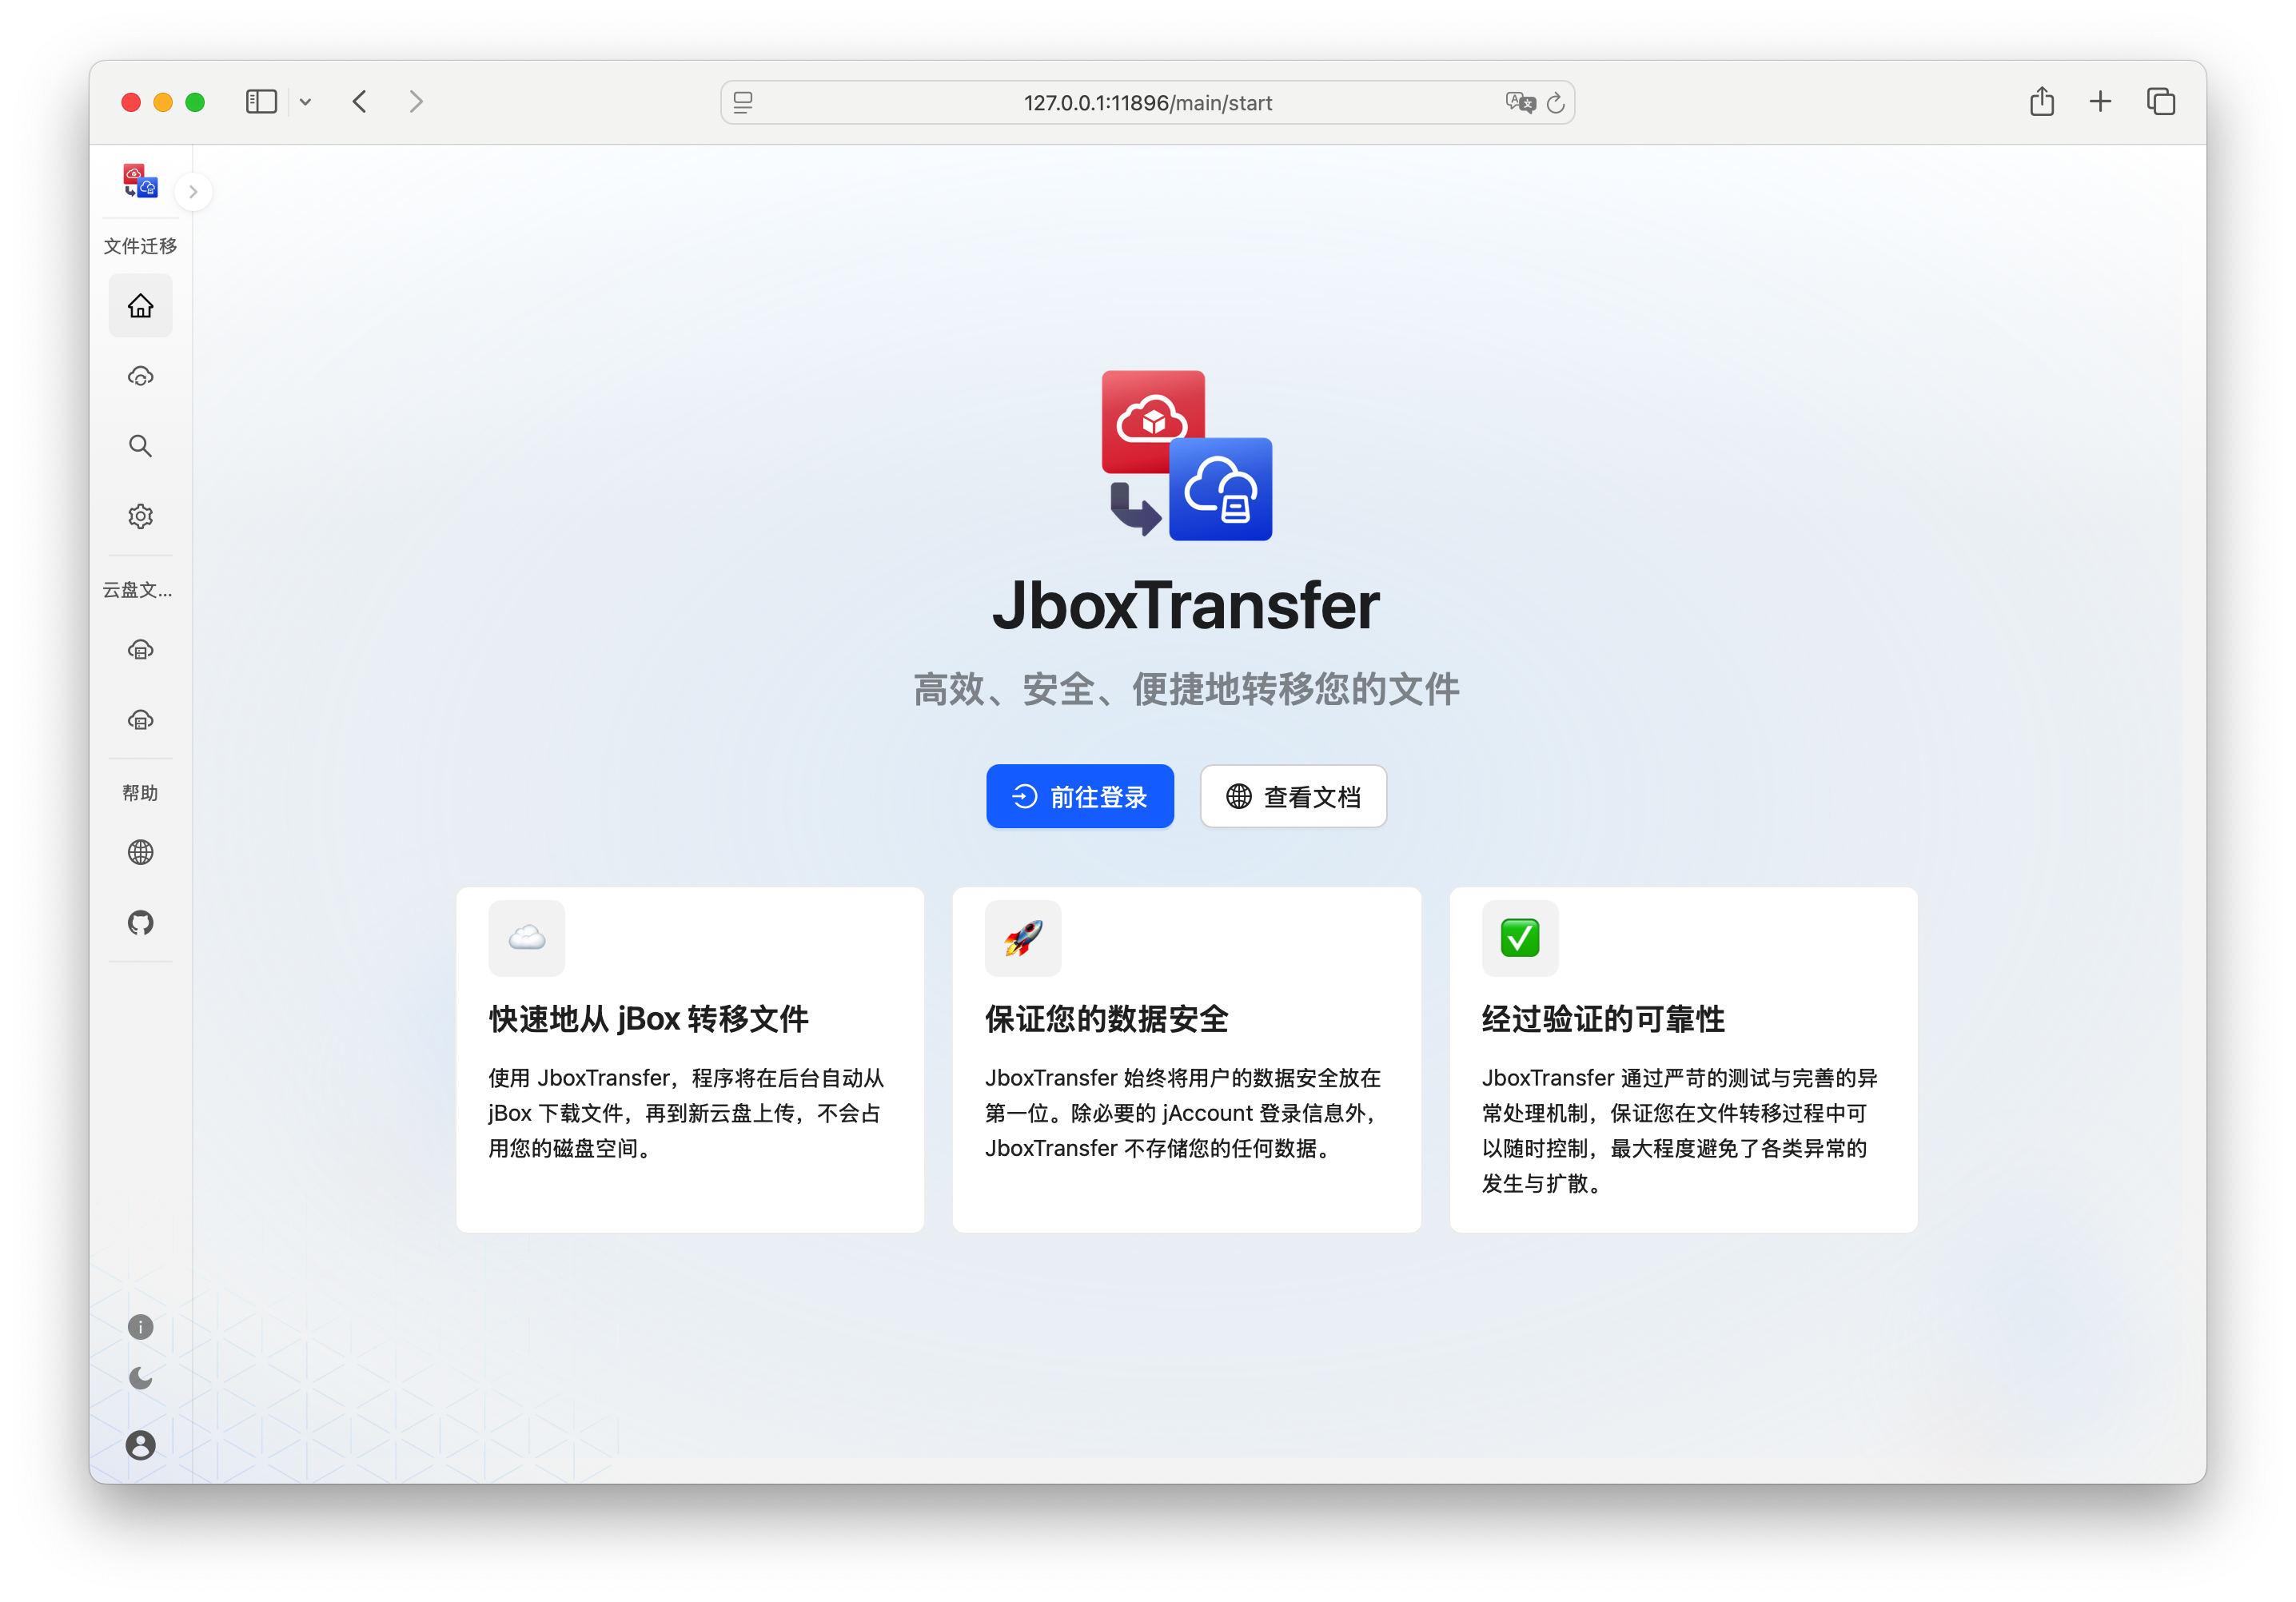 127.0.0.1:11896/main/start
文件迁移
云盘文...
帮助
JboxTransfer
高效、安全、便捷地转移您的文件
前往登录
查看文档
快速地从 jBox 转移文件
使用 JboxTransfer，程序将在后台自动从
jBox 下载文件，再到新云盘上传，不会占
用您的磁盘空间。
保证您的数据安全
JboxTransfer 始终将用户的数据安全放在
第一位。除必要的 jAccount 登录信息外，
JboxTransfer 不存储您的任何数据。
经过验证的可靠性
JboxTransfer 通过严苛的测试与完善的异
常处理机制，保证您在文件转移过程中可
以随时控制，最大程度避免了各类异常的
发生与扩散。